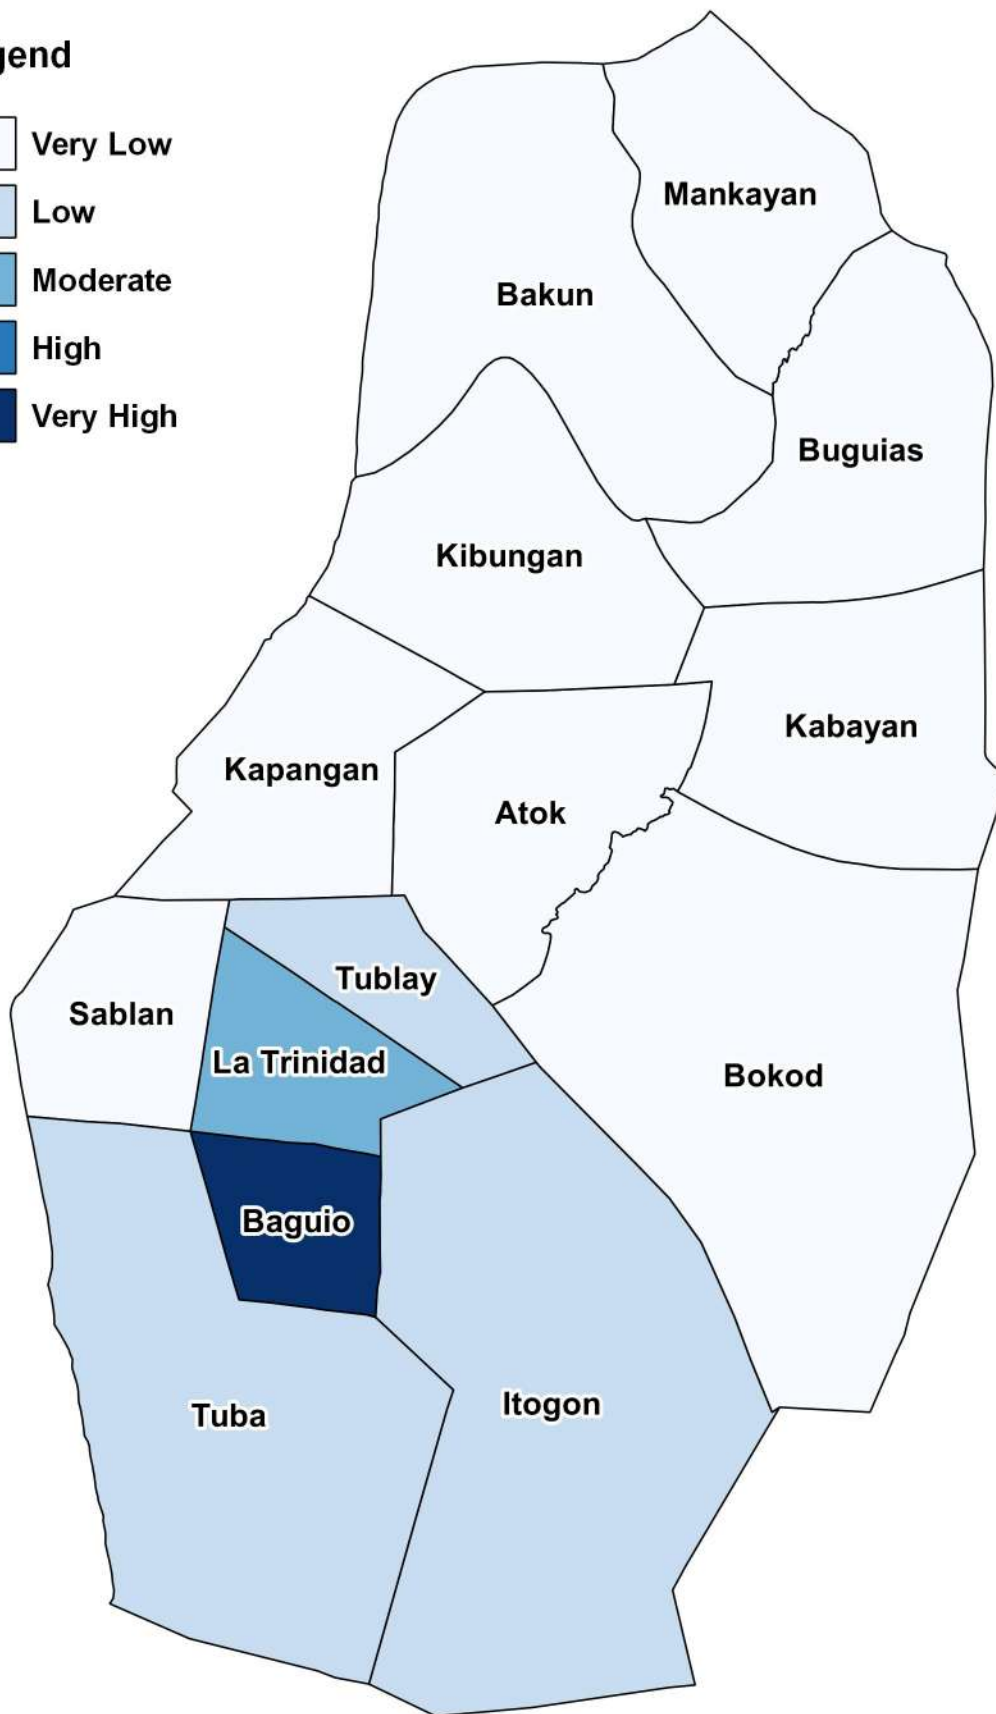 gend
Very Low
Low
Moderate
High
Very High
Mankayan
Bakun
Buguias
Kibungan
Kabayan
Kapangan
Atok
Tublay
Sablan
La Trinidad
Bokod
Baguio
Itogon
Tuba